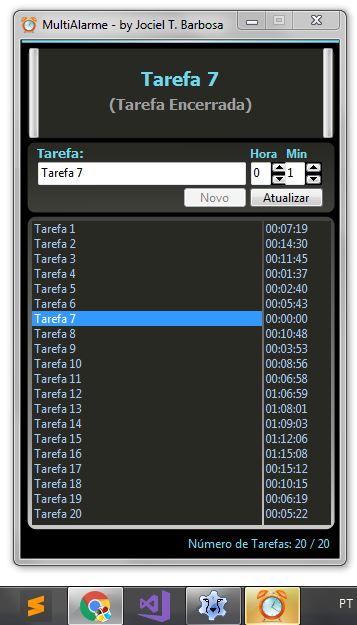 MultiAlarme - by Jociel T. Barbosa
Tarefa 7
(Tarefa Encerrada)
Tarefa: Hora Min
Tarefa 7 0 1
Novo Atualizar
Tarefa 1 00:07:19
Tarefa 2 00:14:30
Tarefa 3 00:11:45
Tarefa 4 00:01:37
Tarefa 5 00:02:40
Tarefa 6 00:05:43
Tarefa 7 00:00:00
Tarefa 8 00:10:48
Tarefa 9 00:03:53
Tarefa 10 00:08:56
Tarefa 11 00:06:58
Tarefa 12 01:06:59
Tarefa 13 01:08:01
Tarefa 14 01:09:03
Tarefa 15 01:12:06
Tarefa 16 01:15:08
Tarefa 17 00:15:12
Tarefa 18 00:10:15
Tarefa 19 00:06:19
Tarefa 20 00:05:22
Número de Tarefas: 20 / 20
PT